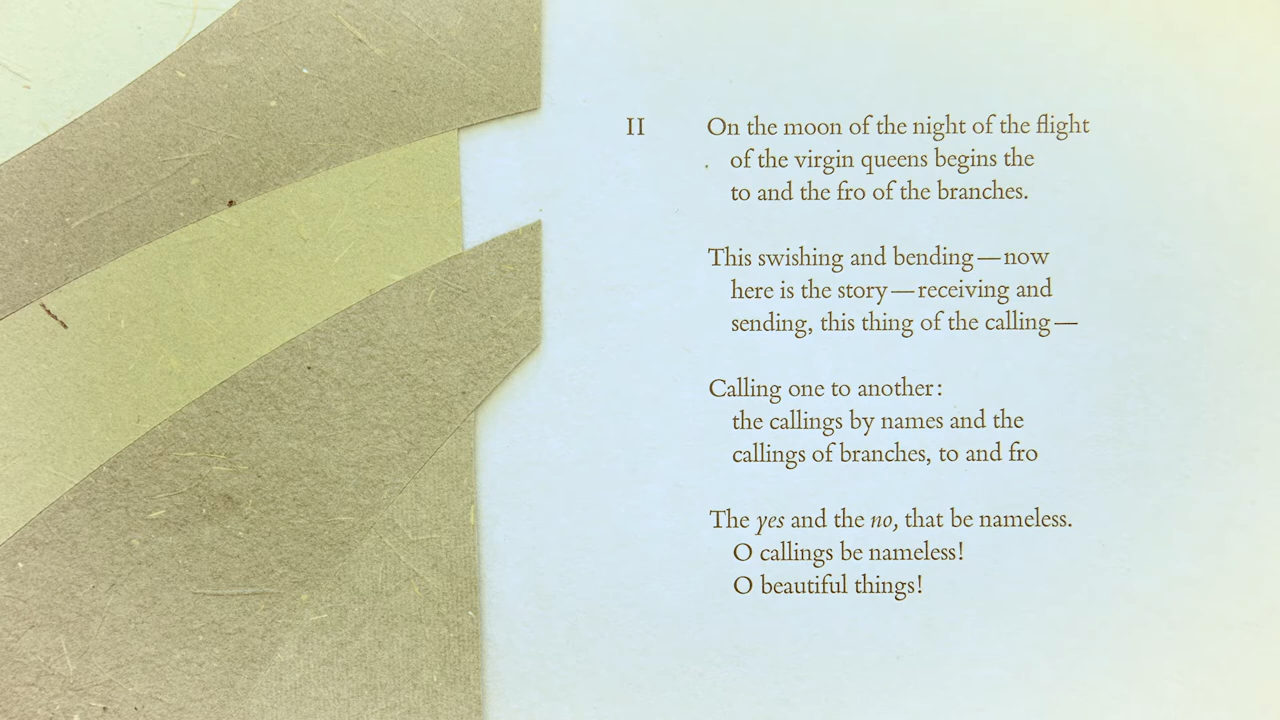 II
On the moon of the night of the flight
of the virgin queens begins the
to and the fro of the branches.
This swishing and bending—now
here is the story—receiving and
sending, this thing of the calling—
Calling one to another:
the callings by names and the
callings of branches, to and fro
The yes and the no, that be nameless.
O callings be nameless!
O beautiful things!